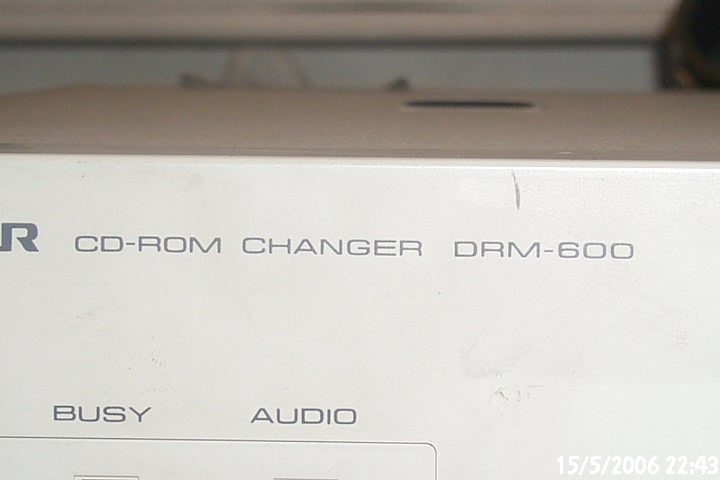 R CD-ROM CHANGER DRM-600
BUSY AUDIO
15/5/2006 22:43